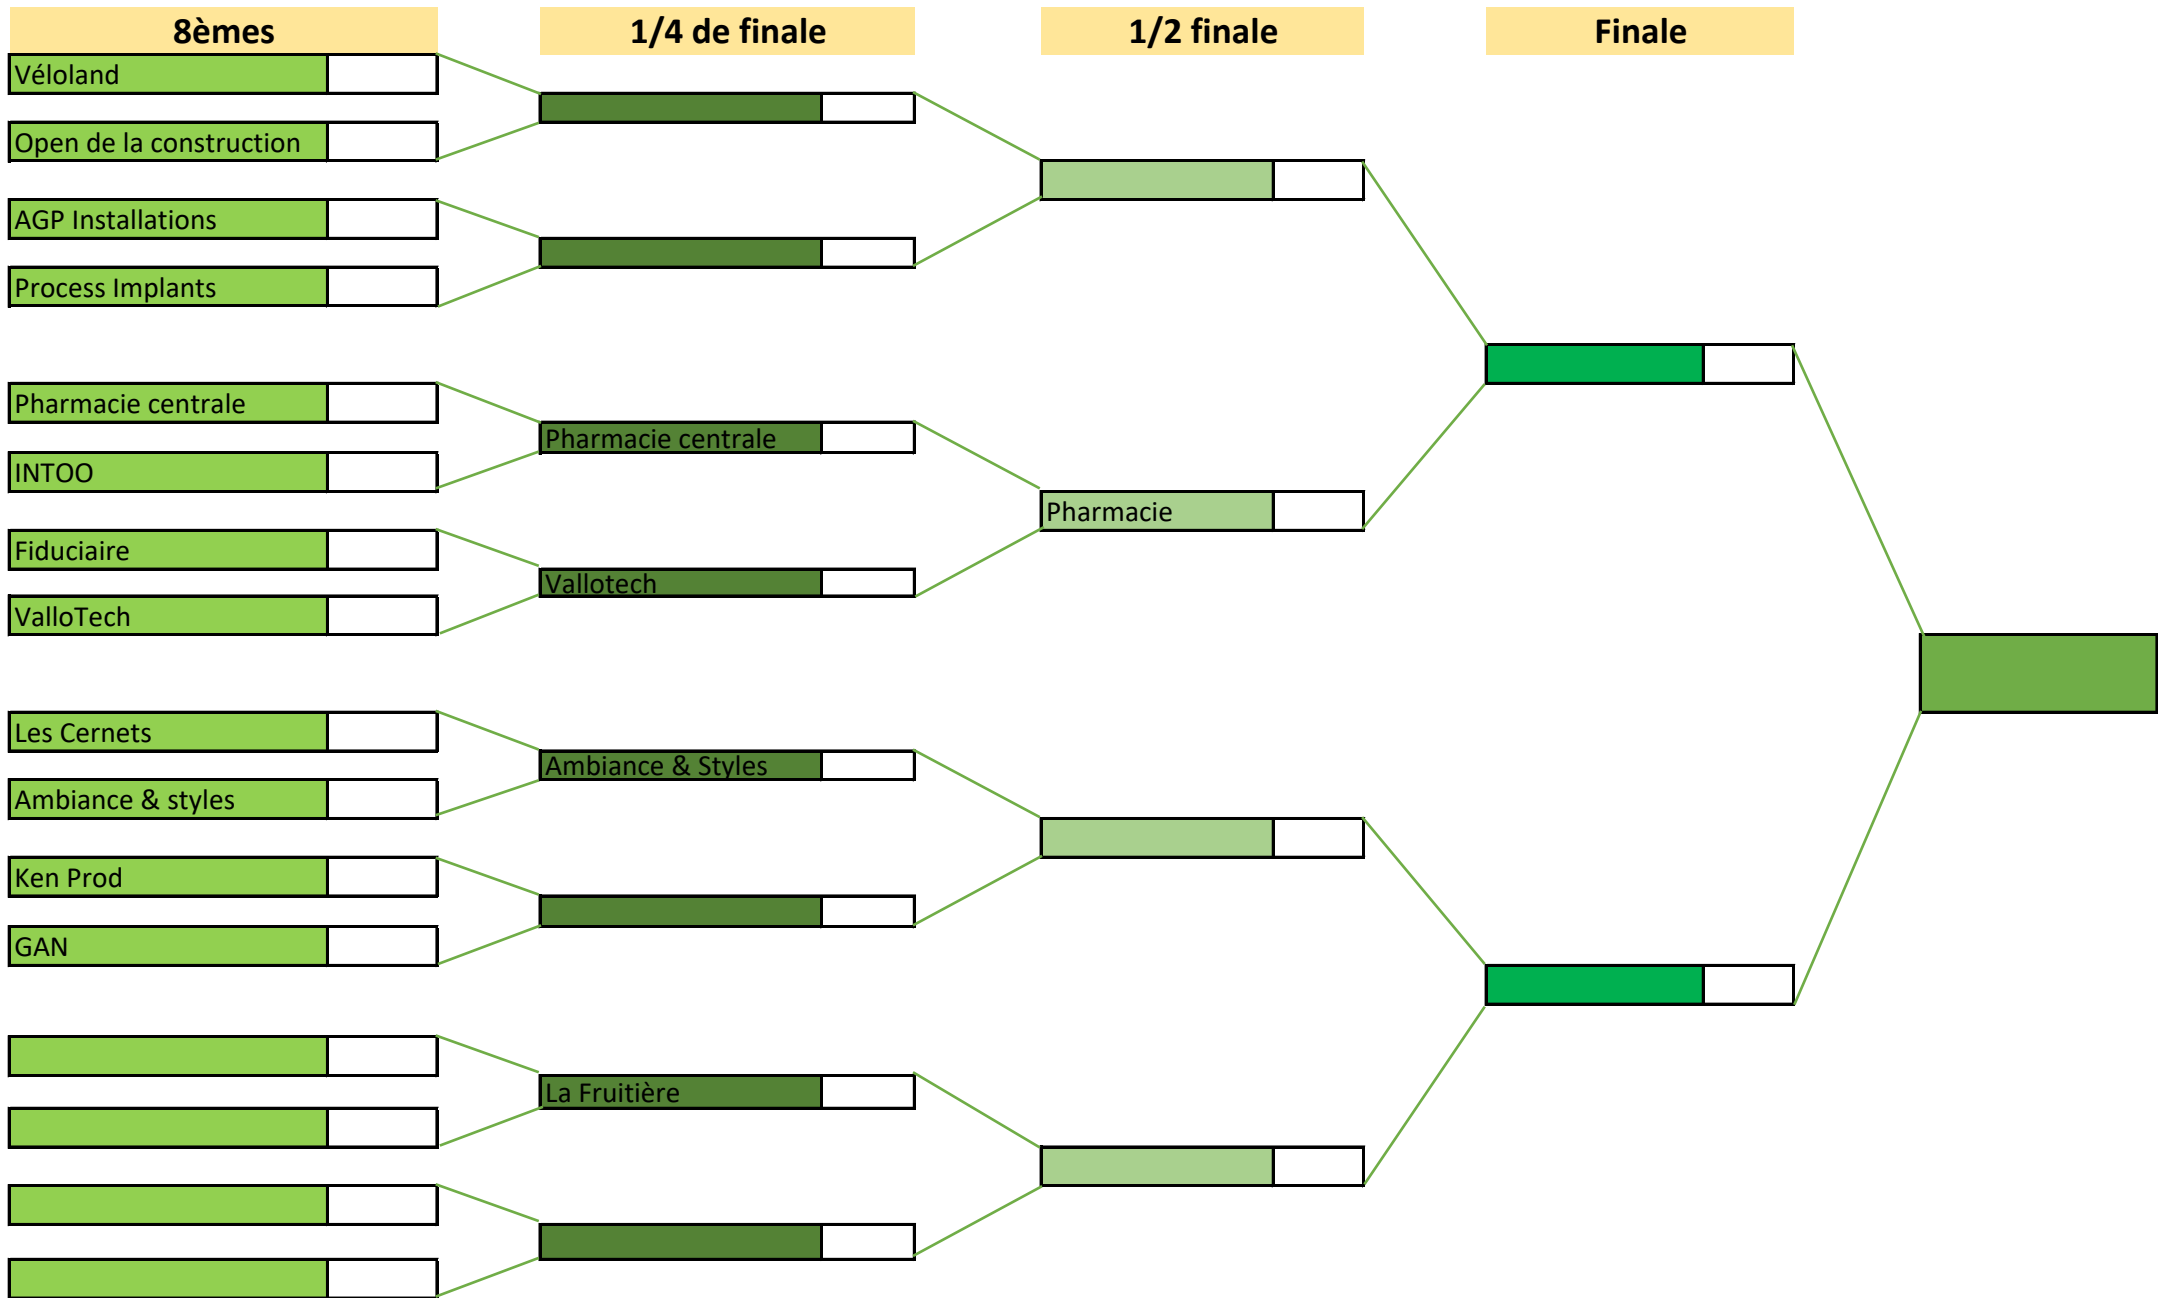 8èmes
1/4 de finale
1/2 finale
Finale
Véloland
Open de la construction
AGP Installations
Process Implants
Pharmacie centrale
Pharmacie centrale
INTOO
Pharmacie
Fiduciaire
Vallotech
ValloTech
Les Cernets
Ambiance & Styles
Ambiance & styles
Ken Prod
GAN
La Fruitière